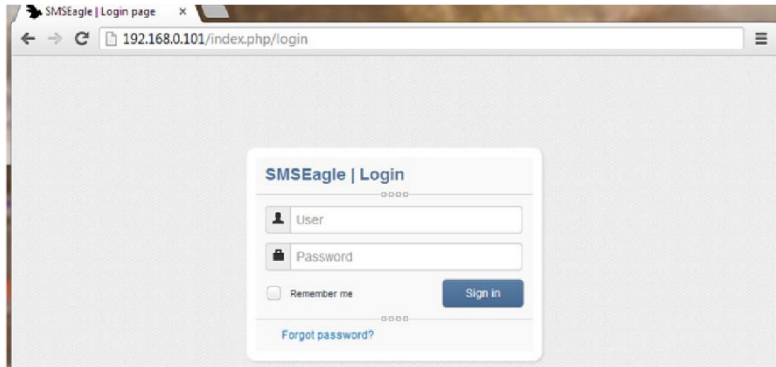 SMSEagle | Login page
192.168.0.101/index.php/login
SMSEagle | Login
User
Password
Remember me
Sign in
Forgot password?